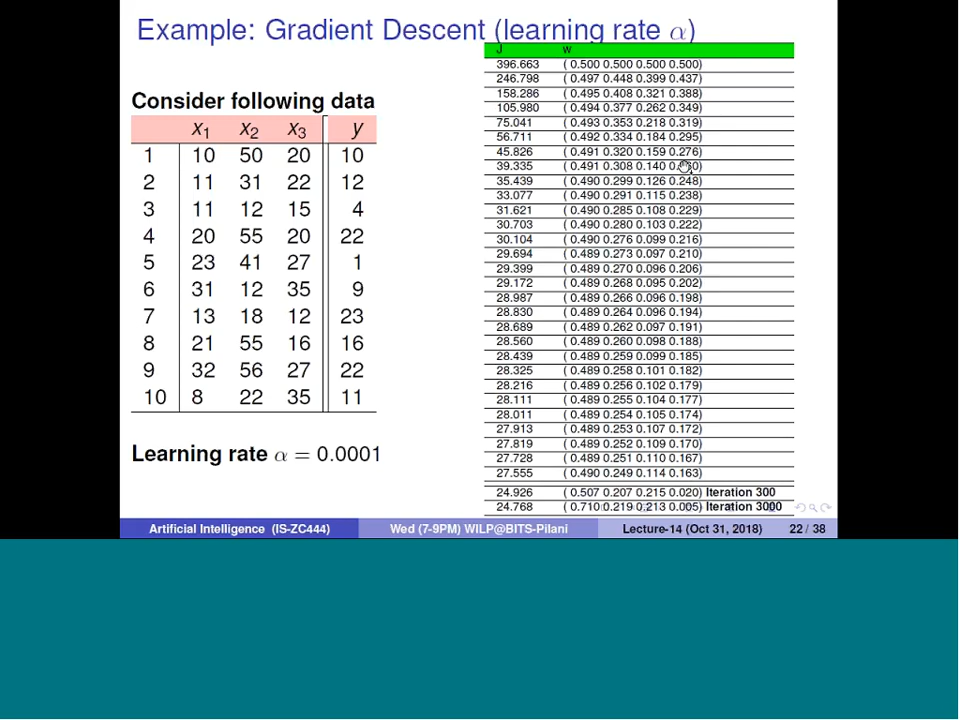 Example: Gradient Descent (learning rate α)
Consider following data
x1 x2 x3 y
1 10 50 20 10
2 11 31 22 12
3 11 12 15 4
4 20 55 20 22
5 23 41 27 1
6 31 12 35 9
7 13 18 12 23
8 21 55 16 16
9 32 56 27 22
10 8 22 35 11
Learning rate α = 0.0001
J w
396.663 ( 0.500 0.500 0.500 0.500)
246.798 ( 0.497 0.448 0.399 0.437)
158.286 ( 0.495 0.408 0.321 0.388)
105.980 ( 0.494 0.377 0.262 0.349)
75.041 ( 0.493 0.353 0.218 0.319)
56.711 ( 0.492 0.334 0.184 0.295)
45.826 ( 0.491 0.320 0.159 0.276)
39.335 ( 0.491 0.308 0.140
35.439 ( 0.490 0.299 0.126 0.248)
33.077 ( 0.490 0.291 0.115 0.238)
31.621 ( 0.490 0.285 0.108 0.229)
30.703 ( 0.490 0.280 0.103 0.222)
30.104 ( 0.490 0.276 0.099 0.216)
29.694 ( 0.489 0.273 0.097 0.210)
29.399 ( 0.489 0.270 0.096 0.206)
29.172 ( 0.489 0.268 0.095 0.202)
28.987 ( 0.489 0.266 0.096 0.198)
28.830 ( 0.489 0.264 0.096 0.194)
28.689 ( 0.489 0.262 0.097 0.191)
28.560 ( 0.489 0.260 0.098 0.188)
28.439 ( 0.489 0.259 0.099 0.185)
28.325 ( 0.489 0.258 0.101 0.182)
28.216 ( 0.489 0.256 0.102 0.179)
28.111 ( 0.489 0.255 0.104 0.177)
28.011 ( 0.489 0.254 0.105 0.174)
27.913 ( 0.489 0.253 0.107 0.172)
27.819 ( 0.489 0.252 0.109 0.170)
27.728 ( 0.489 0.251 0.110 0.167)
27.555 ( 0.490 0.249 0.114 0.163)
24.926 ( 0.507 0.207 0.215 0.020) Iteration 300
24.768 ( 0.710 0.219 0.213 0.005) Iteration 3000
Artificial Intelligence (IS-ZC444) Wed (7-9PM) WILP@BITS-Pilani Lecture-14 (Oct 31, 2018) 22 / 38